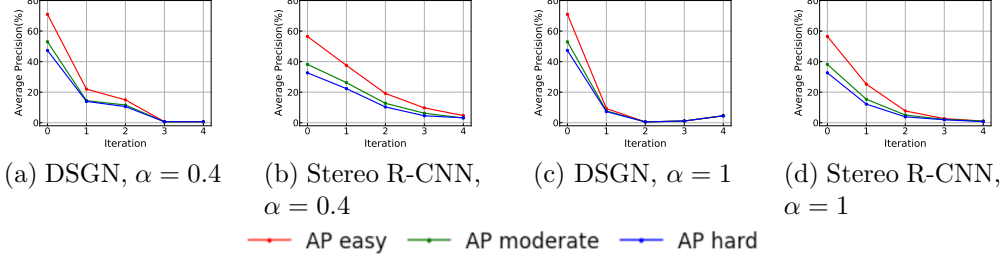 80
60
40
20
0
Average Precision(%)
0 1 2 3 4
Iteration
80
60
40
20
0
Average Precision(%)
0 1 2 3 4
Iteration
80
60
40
20
0
Average Precision(%)
0 1 2 3 4
Iteration
80
60
40
20
0
Average Precision(%)
0 1 2 3 4
Iteration
(a) DSGN, α = 0.4
(b) Stereo R-CNN,
α = 0.4
(c) DSGN, α = 1
(d) Stereo R-CNN,
α = 1
AP easy AP moderate AP hard